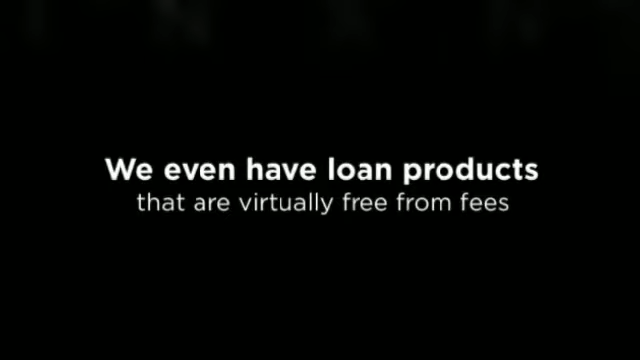 We even have loan products
that are virtually free from fees